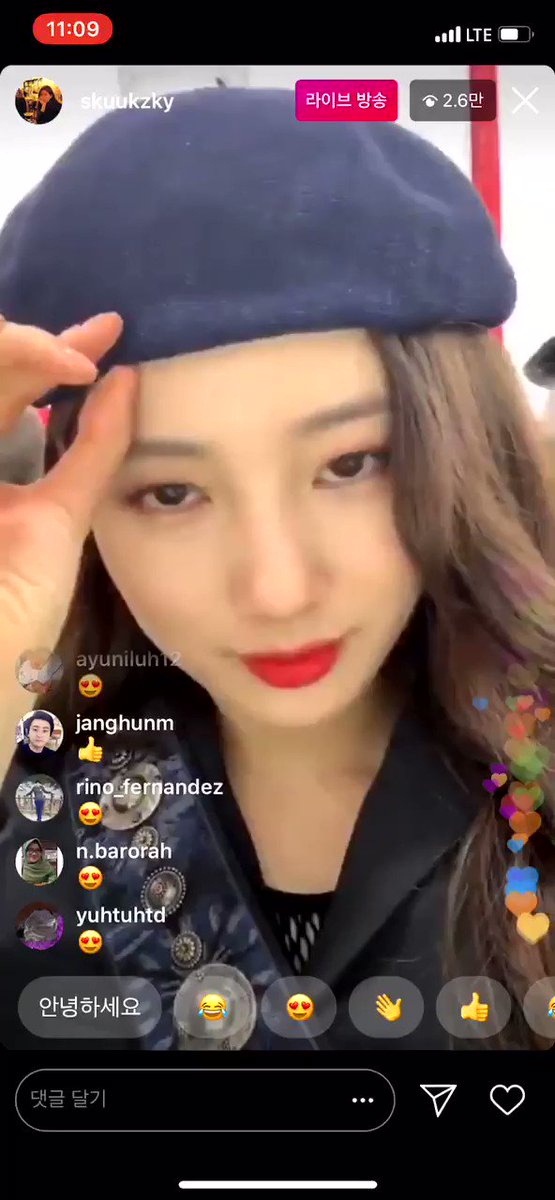 11:09
LTE
skuukzky
라이브 방송
2.6만
ayuniluh12
😍
janghunm
👍
rino_fernandez
😍
n.barorah
😍
yuhtuhtd
😍
안녕하세요 😂 😍 👋 👍
댓글 달기